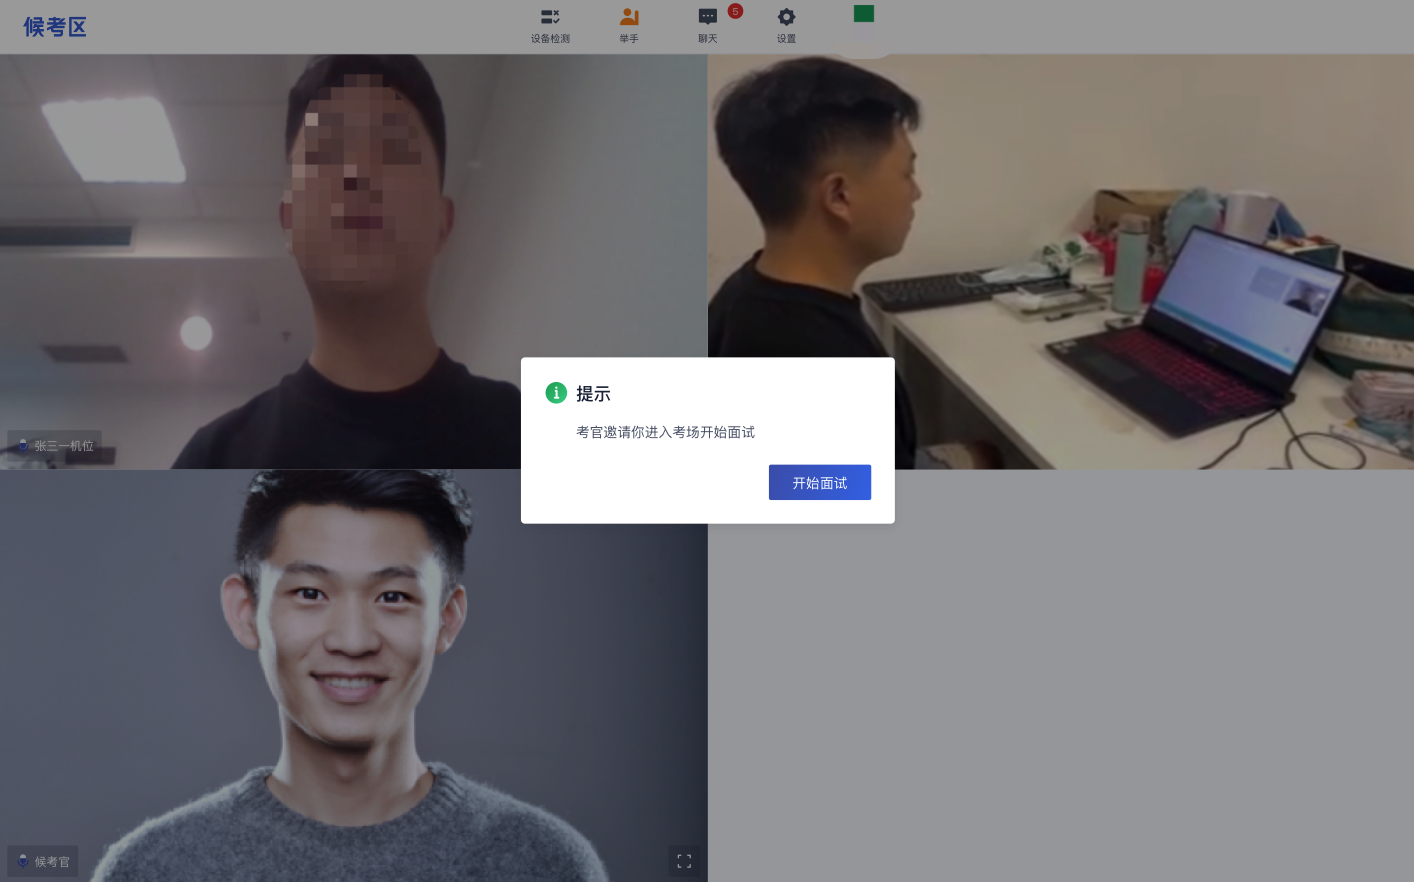 候考区
设备检测
举手
聊天
5
设置
张三一机位
提示
考官邀请你进入考场开始面试
开始面试
候考官